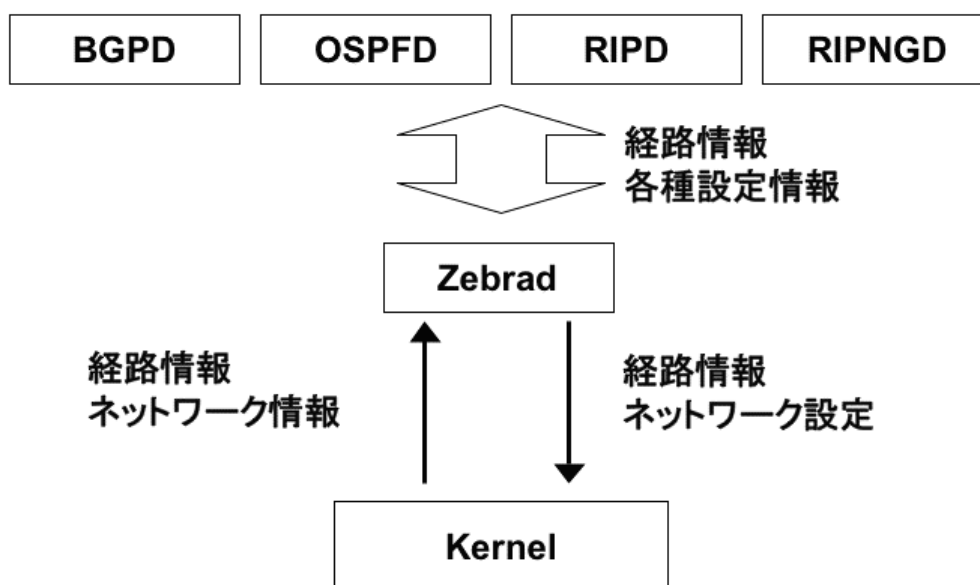 BGPD
OSPFD
RIPD
RIPNGD
経路情報
各種設定情報
Zebrad
経路情報
ネットワーク情報
経路情報
ネットワーク設定
Kernel